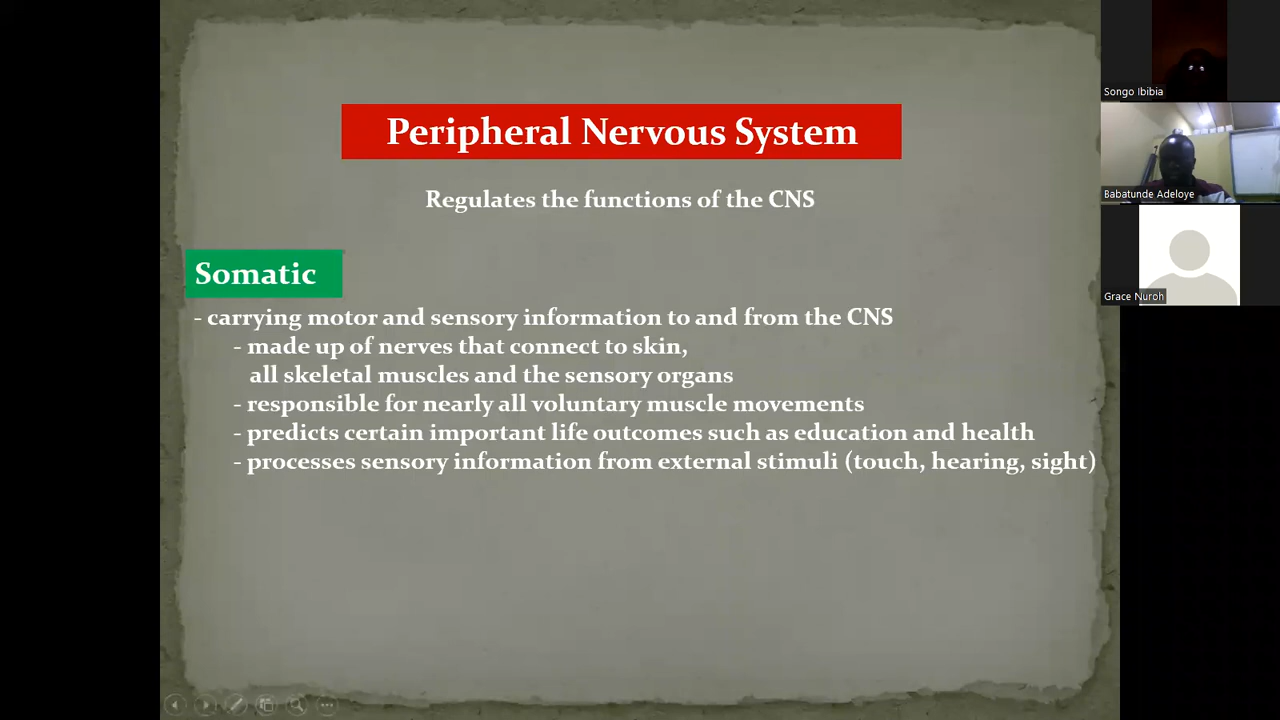 Peripheral Nervous System
Regulates the functions of the CNS
Somatic
- carrying motor and sensory information to and from the CNS
- made up of nerves that connect to skin,
all skeletal muscles and the sensory organs
- responsible for nearly all voluntary muscle movements
- predicts certain important life outcomes such as education and health
- processes sensory information from external stimuli (touch, hearing, sight)
Songo Ibibia
Babatunde Adeloye
Grace Nuroh